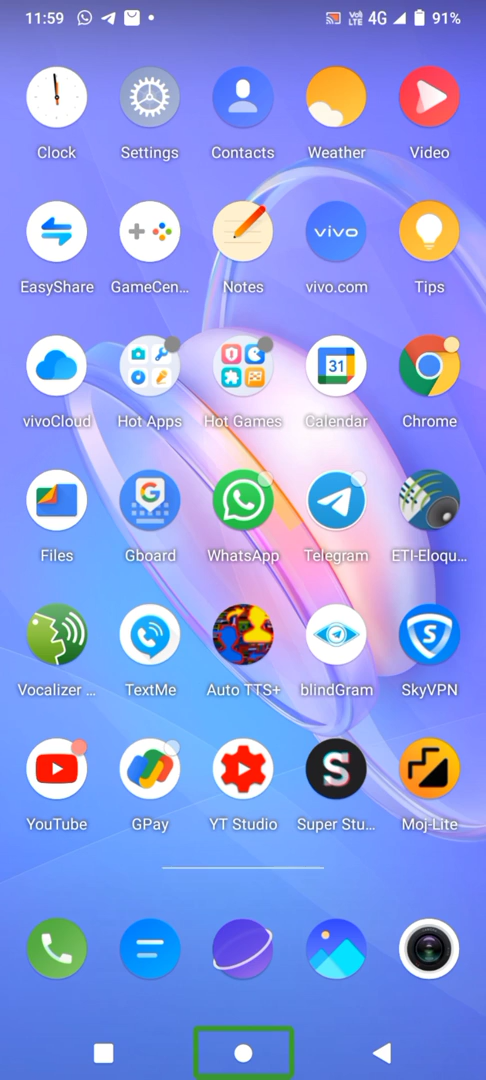 11:59 VoLTE 4G 91%
Clock Settings Contacts Weather Video
vivo
EasyShare GameCen... Notes vivo.com Tips
31
vivoCloud Hot Apps Hot Games Calendar Chrome
G
Files Gboard WhatsApp Telegram ETI-Eloqu...
S
Vocalizer ... TextMe Auto TTS+ blindGram SkyVPN
S
YouTube GPay YT Studio Super Stu... Moj-Lite